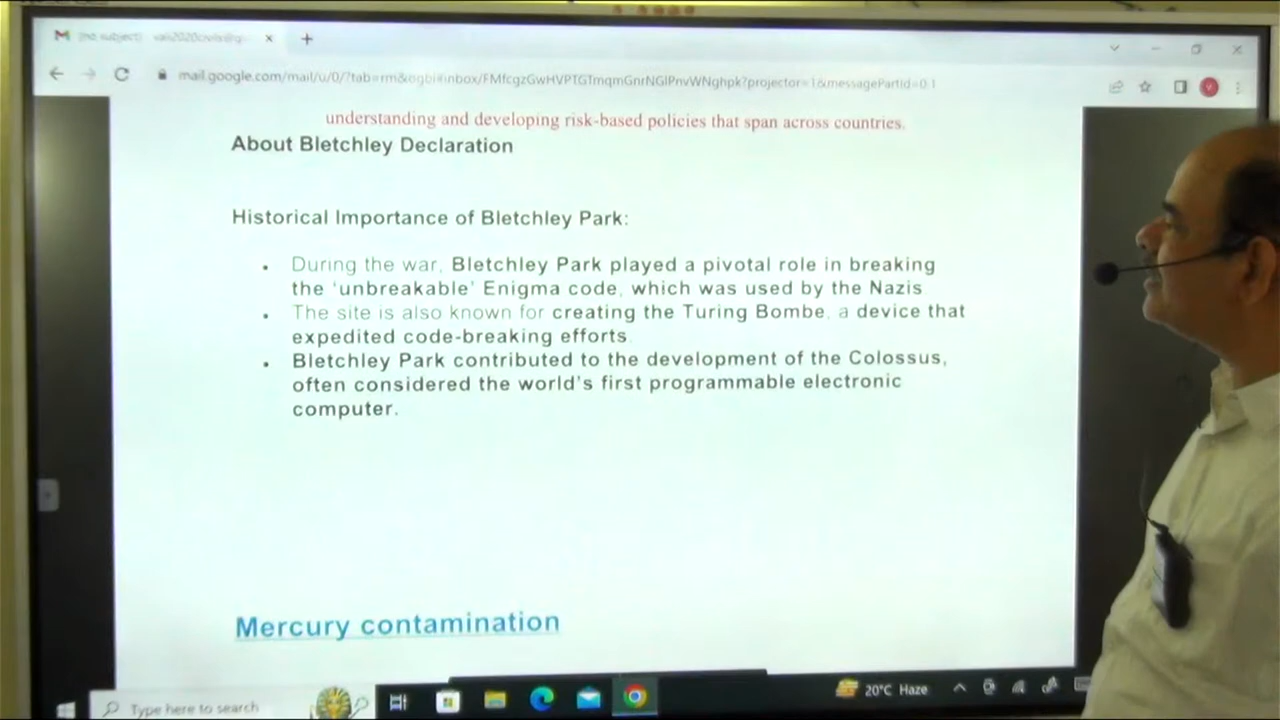 (no subject)
mail.google.com/mail/u/0/?tab=rm&ogbl#inbox/FMfcgzGwHVPTGTmqmGnrNGlPnvWNghpk?projector=1&messagePartId=0.1
understanding and developing risk-based policies that span across countries.
About Bletchley Declaration
Historical Importance of Bletchley Park:
• During the war, Bletchley Park played a pivotal role in breaking
the ‘unbreakable’ Enigma code, which was used by the Nazis
• The site is also known for creating the Turing Bombe, a device that
expedited code-breaking efforts
• Bletchley Park contributed to the development of the Colossus,
often considered the world’s first programmable electronic
computer.
Mercury contamination
Type here to search
20°C Haze